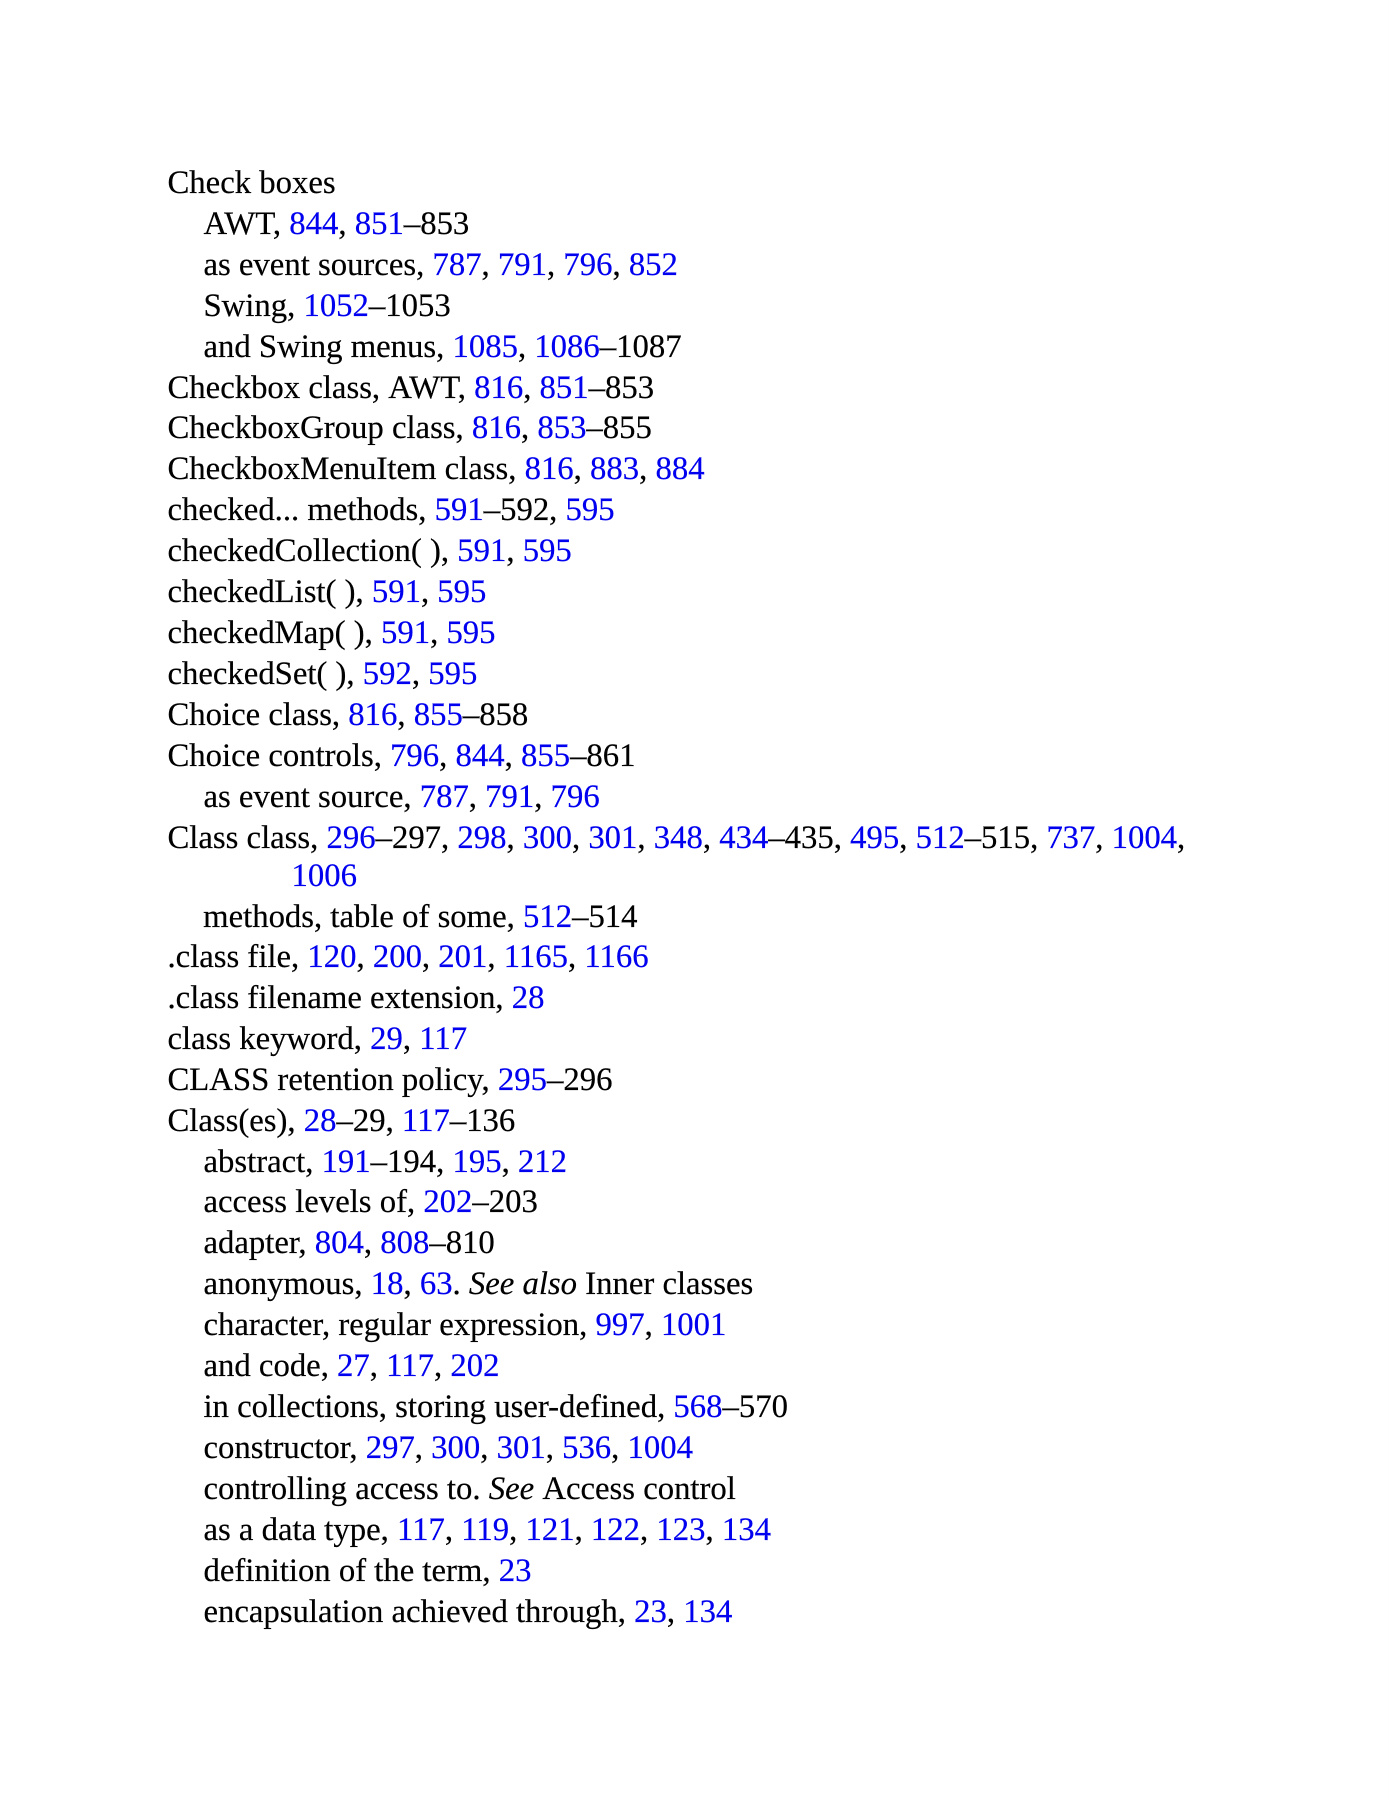 Check boxes
AWT, 844, 851–853
as event sources, 787, 791, 796, 852
Swing, 1052–1053
and Swing menus, 1085, 1086–1087
Checkbox class, AWT, 816, 851–853
CheckboxGroup class, 816, 853–855
CheckboxMenuItem class, 816, 883, 884
checked... methods, 591–592, 595
checkedCollection( ), 591, 595
checkedList( ), 591, 595
checkedMap( ), 591, 595
checkedSet( ), 592, 595
Choice class, 816, 855–858
Choice controls, 796, 844, 855–861
as event source, 787, 791, 796
Class class, 296–297, 298, 300, 301, 348, 434–435, 495, 512–515, 737, 1004,
1006
methods, table of some, 512–514
.class file, 120, 200, 201, 1165, 1166
.class filename extension, 28
class keyword, 29, 117
CLASS retention policy, 295–296
Class(es), 28–29, 117–136
abstract, 191–194, 195, 212
access levels of, 202–203
adapter, 804, 808–810
anonymous, 18, 63. See also Inner classes
character, regular expression, 997, 1001
and code, 27, 117, 202
in collections, storing user-defined, 568–570
constructor, 297, 300, 301, 536, 1004
controlling access to. See Access control
as a data type, 117, 119, 121, 122, 123, 134
definition of the term, 23
encapsulation achieved through, 23, 134